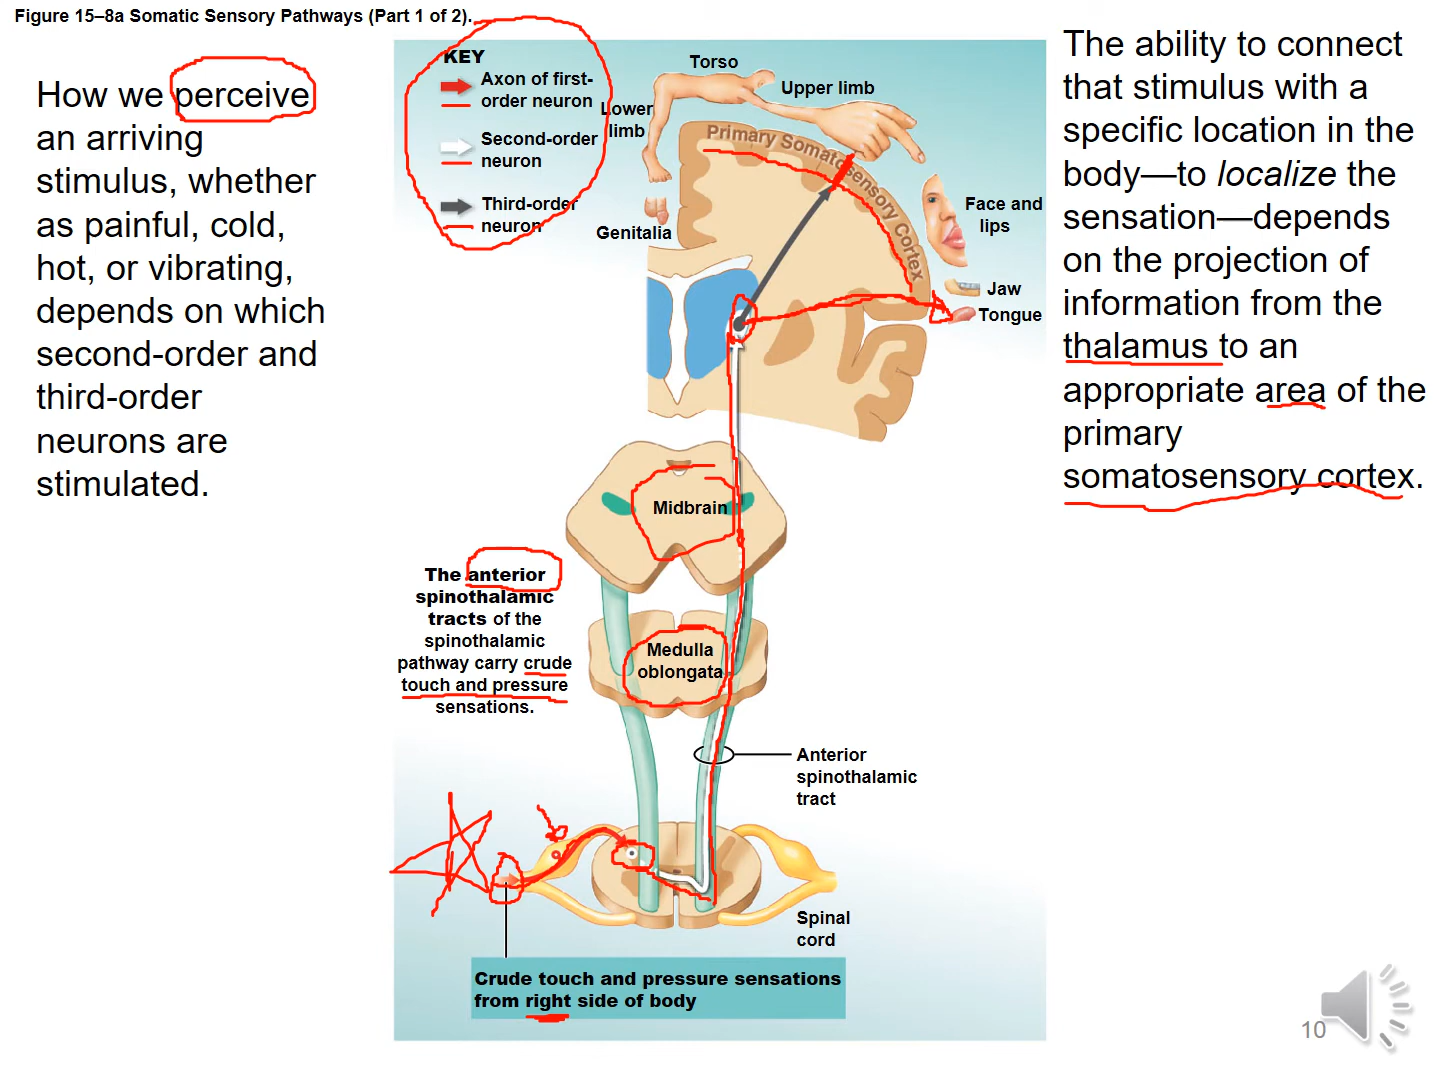 Figure 15–8a Somatic Sensory Pathways (Part 1 of 2).
How we perceive
an arriving
stimulus, whether
as painful, cold,
hot, or vibrating,
depends on which
second-order and
third-order
neurons are
stimulated.
KEY
Axon of first-
order neuron
Second-order
neuron
Third-order
neuron
Torso
Upper limb
Lower
limb
Genitalia
Primary Somatosensory Cortex
Face and
lips
Jaw
Tongue
Midbrain
The anterior
spinothalamic
tracts of the
spinothalamic
pathway carry crude
touch and pressure
sensations.
Medulla
oblongata
Anterior
spinothalamic
tract
Spinal
cord
Crude touch and pressure sensations
from right side of body
The ability to connect
that stimulus with a
specific location in the
body—to localize the
sensation—depends
on the projection of
information from the
thalamus to an
appropriate area of the
primary
somatosensory cortex.
10